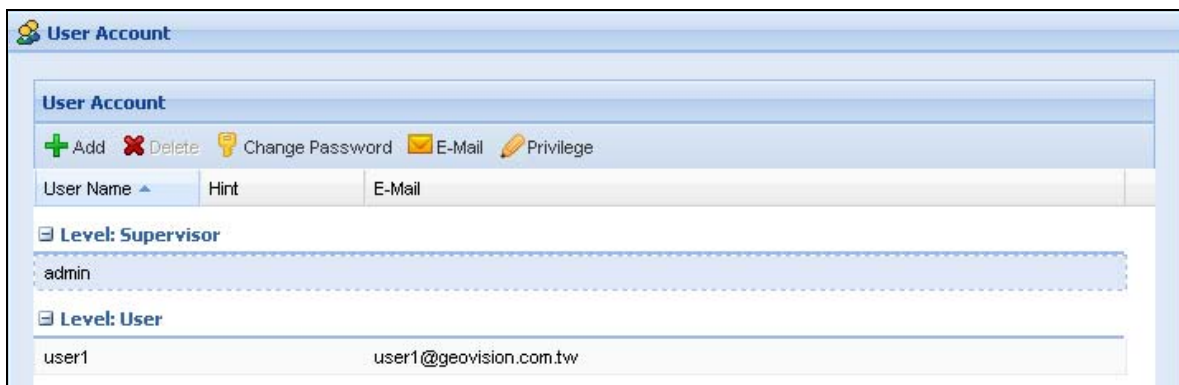 User Account
User Account
Add Delete Change Password E-Mail Privilege
User Name Hint E-Mail
Level: Supervisor
admin
Level: User
user1 user1@geovision.com.tw